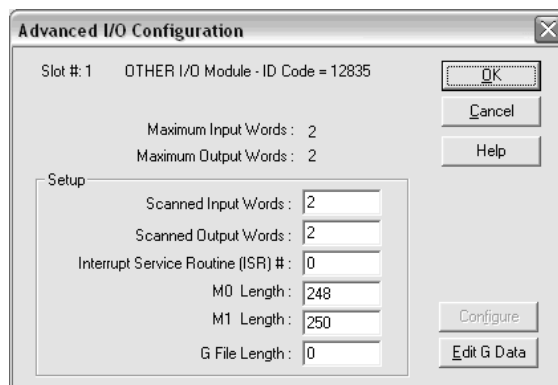 Advanced I/O Configuration
Slot #: 1 OTHER I/O Module - ID Code = 12835
OK
Cancel
Help
Maximum Input Words : 2
Maximum Output Words : 2
Setup
Scanned Input Words : 2
Scanned Output Words : 2
Interrupt Service Routine (ISR) # : 0
M0 Length : 248
M1 Length : 250
G File Length : 0
Configure
Edit G Data